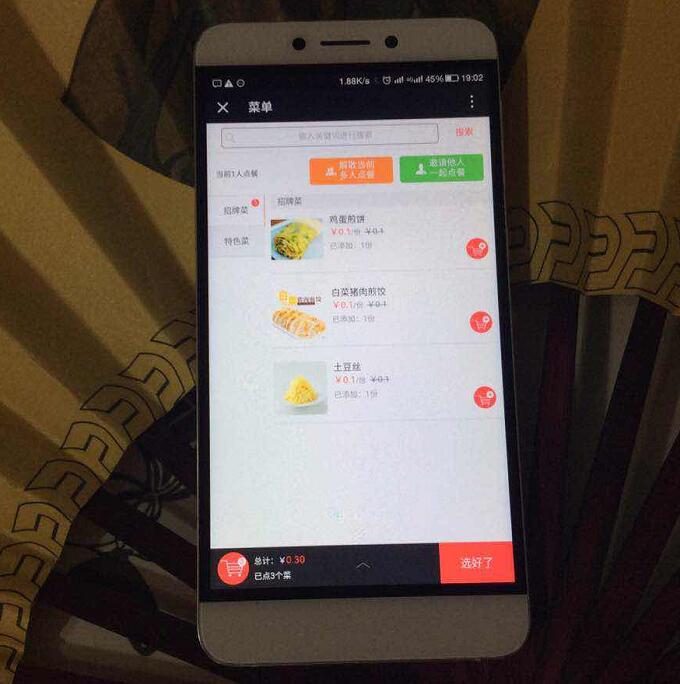 1.88K/s 4G 45% 19:02
菜单
输入关键词进行搜索 搜索
当前1人点餐
解散当前
多人点餐
邀请他人
一起点餐
招牌菜
特色菜
招牌菜
鸡蛋煎饼
￥0.1/份 ￥0.1
已添加：1份
白菜猪肉煎饺
￥0.1/份 ￥0.1
已添加：1份
土豆丝
￥0.1/份 ￥0.1
已添加：1份
总计：￥0.30
已点3个菜
选好了